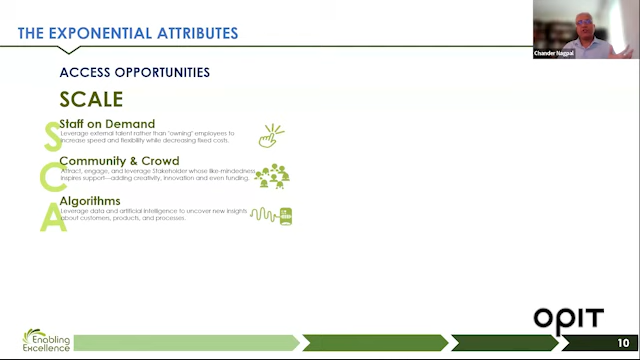 THE EXPONENTIAL ATTRIBUTES
Chander Nagpal
ACCESS OPPORTUNITIES
SCALE
S
Staff on Demand
Leverage external talent rather than "owning" employees to
increase speed and flexibility while decreasing fixed costs.
C
Community & Crowd
Attract, engage, and leverage Stakeholder whose like-mindedness
inspires support—adding creativity, innovation and even funding.
A
Algorithms
Leverage data and artificial intelligence to uncover new insights
about customers, products, and processes.
OPIT
Enabling
Excellence
10